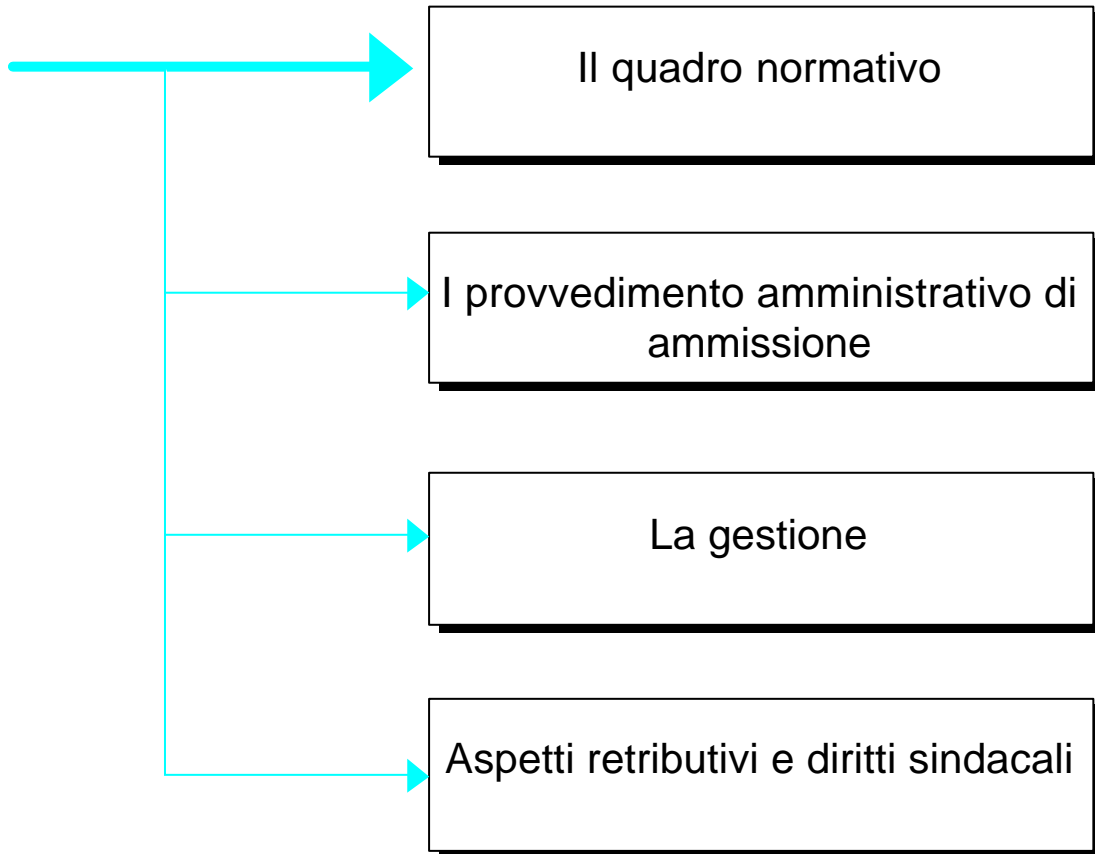 Il quadro normativo
I provvedimento amministrativo di
ammissione
La gestione
Aspetti retributivi e diritti sindacali